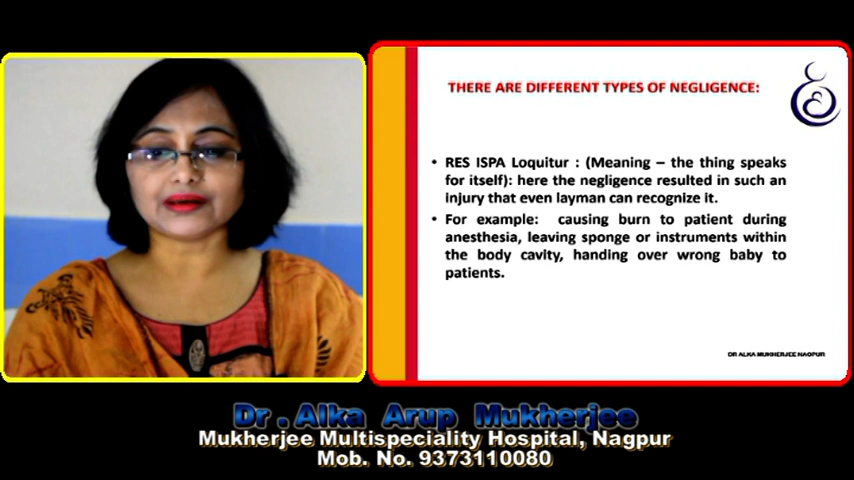 THERE ARE DIFFERENT TYPES OF NEGLIGENCE:
• RES ISPA Loquitur : (Meaning – the thing speaks
for itself): here the negligence resulted in such an
injury that even layman can recognize it.
• For example: causing burn to patient during
anesthesia, leaving sponge or instruments within
the body cavity, handing over wrong baby to
patients.
DR ALKA MUKHERJEE NAGPUR
Dr . Alka Arup Mukherjee
Mukherjee Multispeciality Hospital, Nagpur
Mob. No. 9373110080